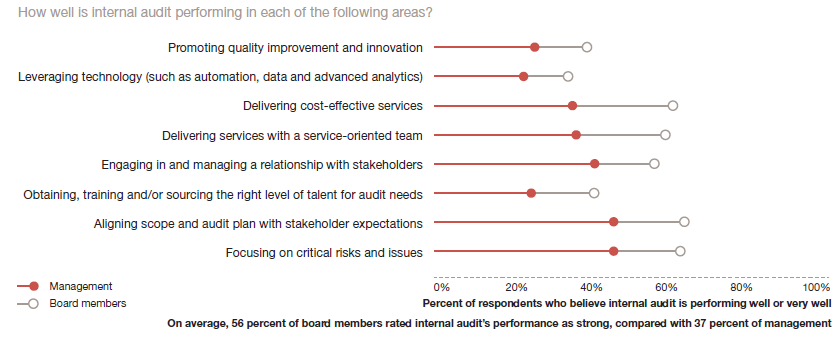 How well is internal audit performing in each of the following areas?
Promoting quality improvement and innovation
Leveraging technology (such as automation, data and advanced analytics)
Delivering cost-effective services
Delivering services with a service-oriented team
Engaging in and managing a relationship with stakeholders
Obtaining, training and/or sourcing the right level of talent for audit needs
Aligning scope and audit plan with stakeholder expectations
Focusing on critical risks and issues
Management
Board members
0% 20% 40% 60% 80% 100%
Percent of respondents who believe internal audit is performing well or very well
On average, 56 percent of board members rated internal audit's performance as strong, compared with 37 percent of management